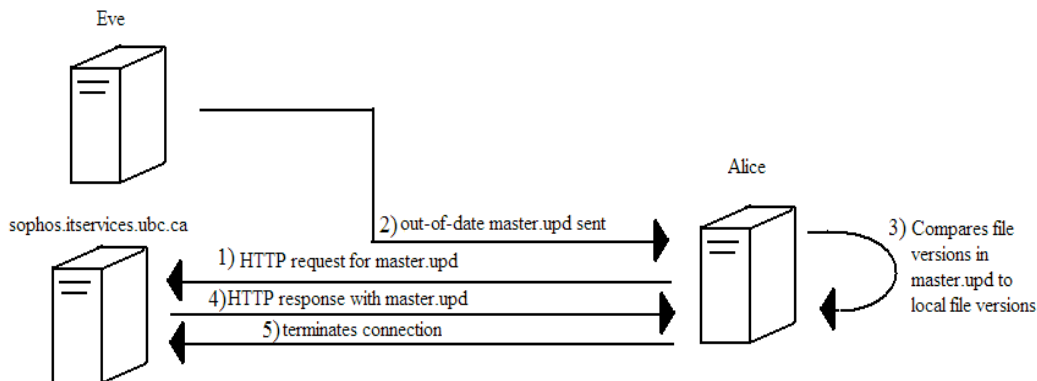 Eve
Alice
sophos.itservices.ubc.ca
2) out-of-date master.upd sent
1) HTTP request for master.upd
4) HTTP response with master.upd
5) terminates connection
3) Compares file
versions in
master.upd to
local file versions